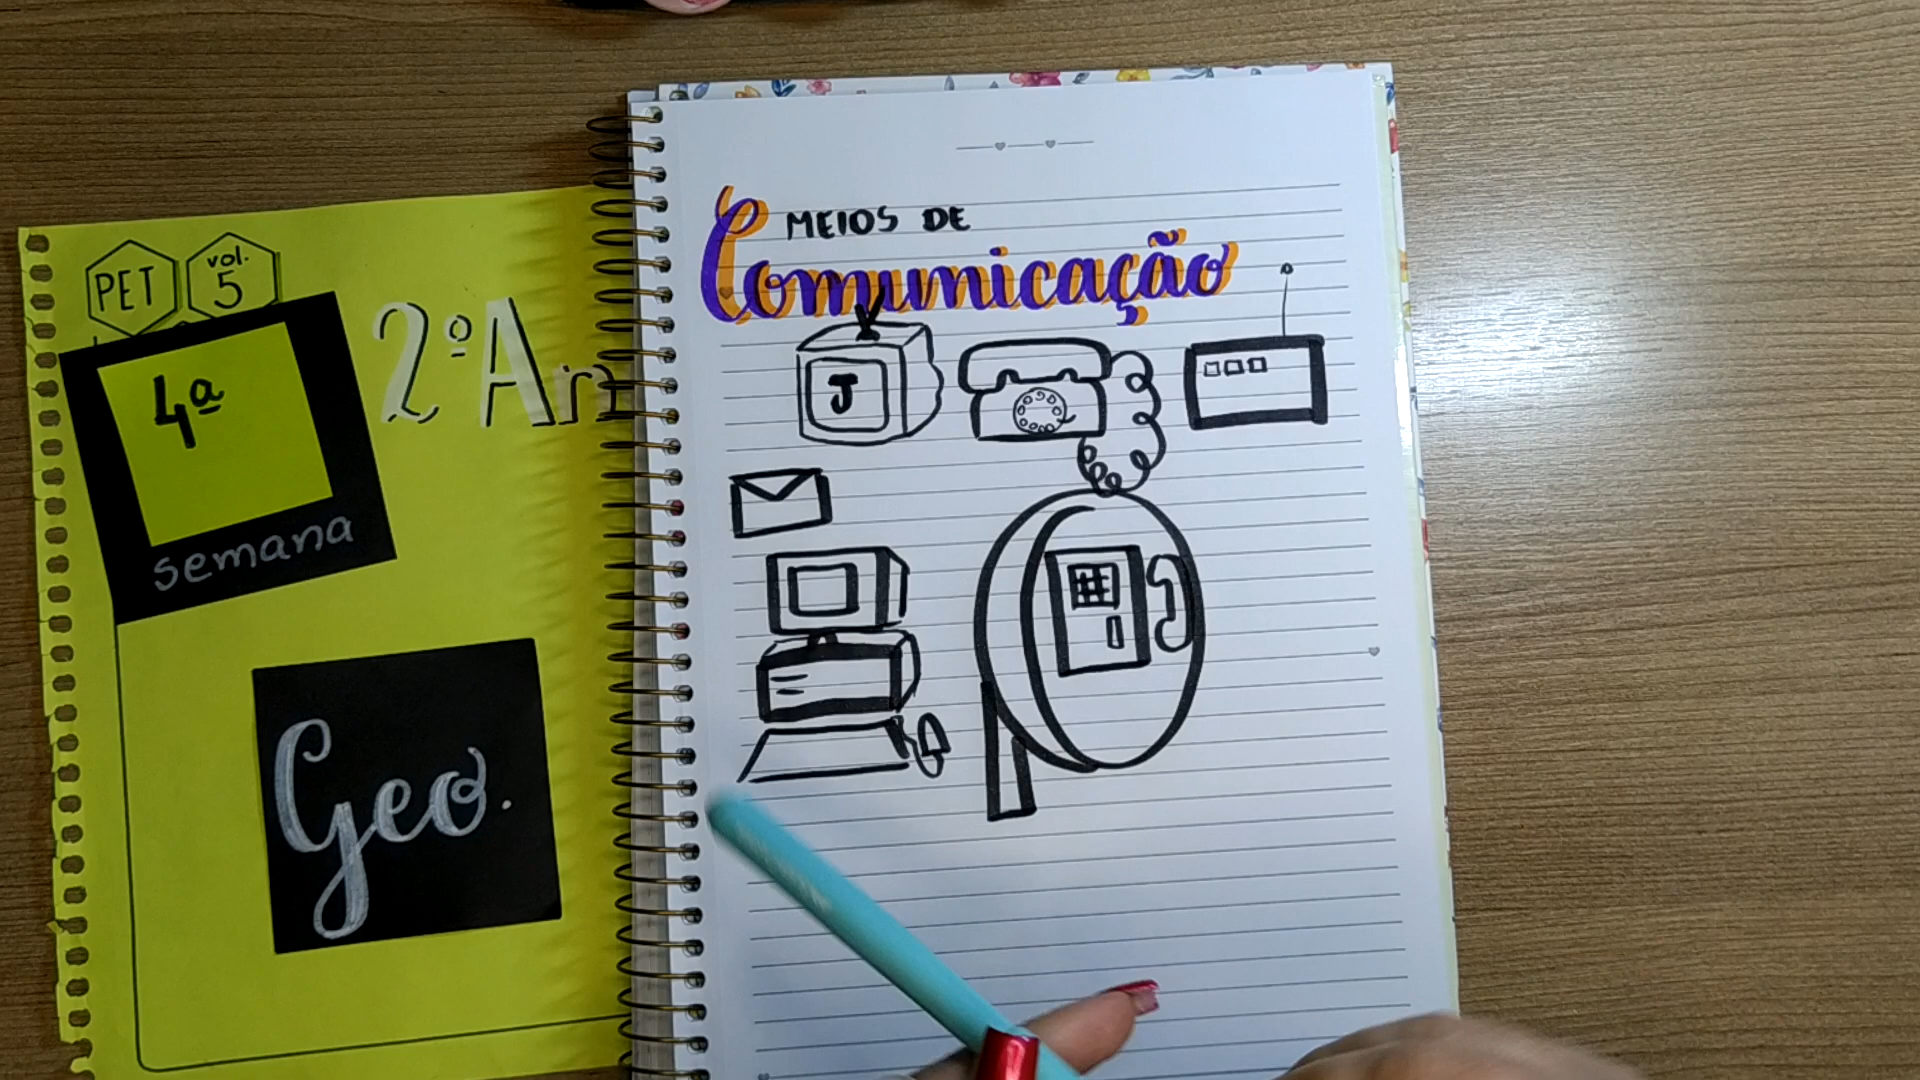 PET
vol.
5
2º An
4ª
semana
Geo.
MEIOS DE
Comunicação
J